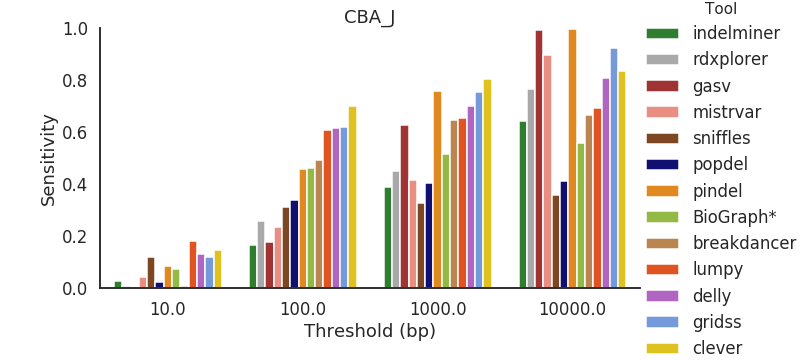 CBA_J
Tool
1.0
0.8
0.6
0.4
0.2
0.0
Sensitivity
10.0
100.0
1000.0
10000.0
Threshold (bp)
indelminer
rdxplorer
gasv
mistrvar
sniffles
popdel
pindel
BioGraph*
breakdancer
lumpy
delly
gridss
clever